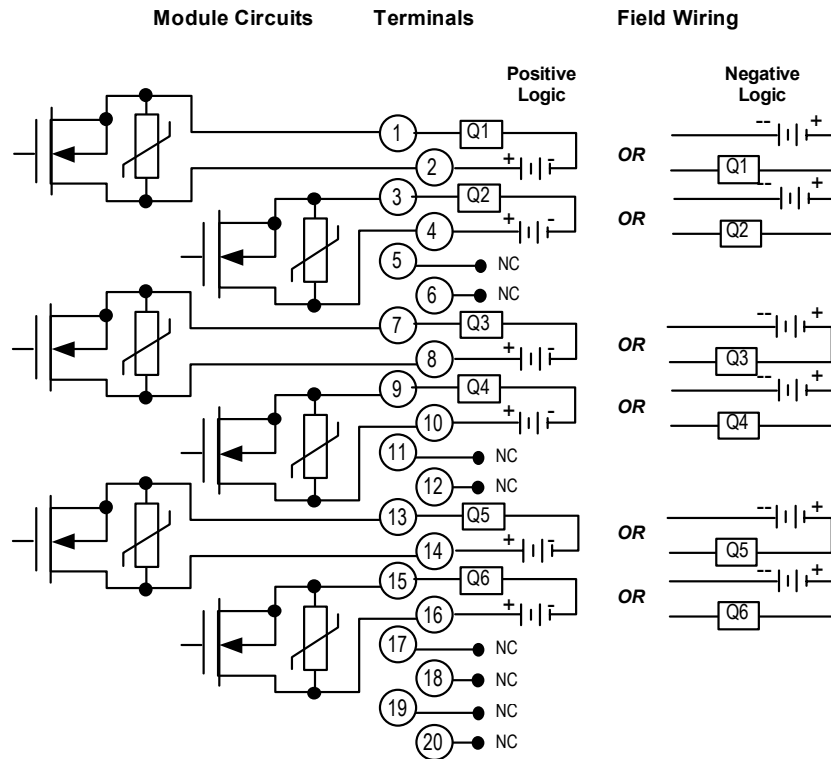 Module Circuits Terminals Field Wiring
Positive Logic Negative Logic
1 Q1 -- +
2 + - OR Q1
3 Q2 -- +
4 + - OR Q2
5 NC
6 NC
7 Q3 -- +
8 + - OR Q3
9 Q4 -- +
10 + - OR Q4
11 NC
12 NC
13 Q5 -- +
14 + - OR Q5
15 Q6 -- +
16 + - OR Q6
17 NC
18 NC
19 NC
20 NC